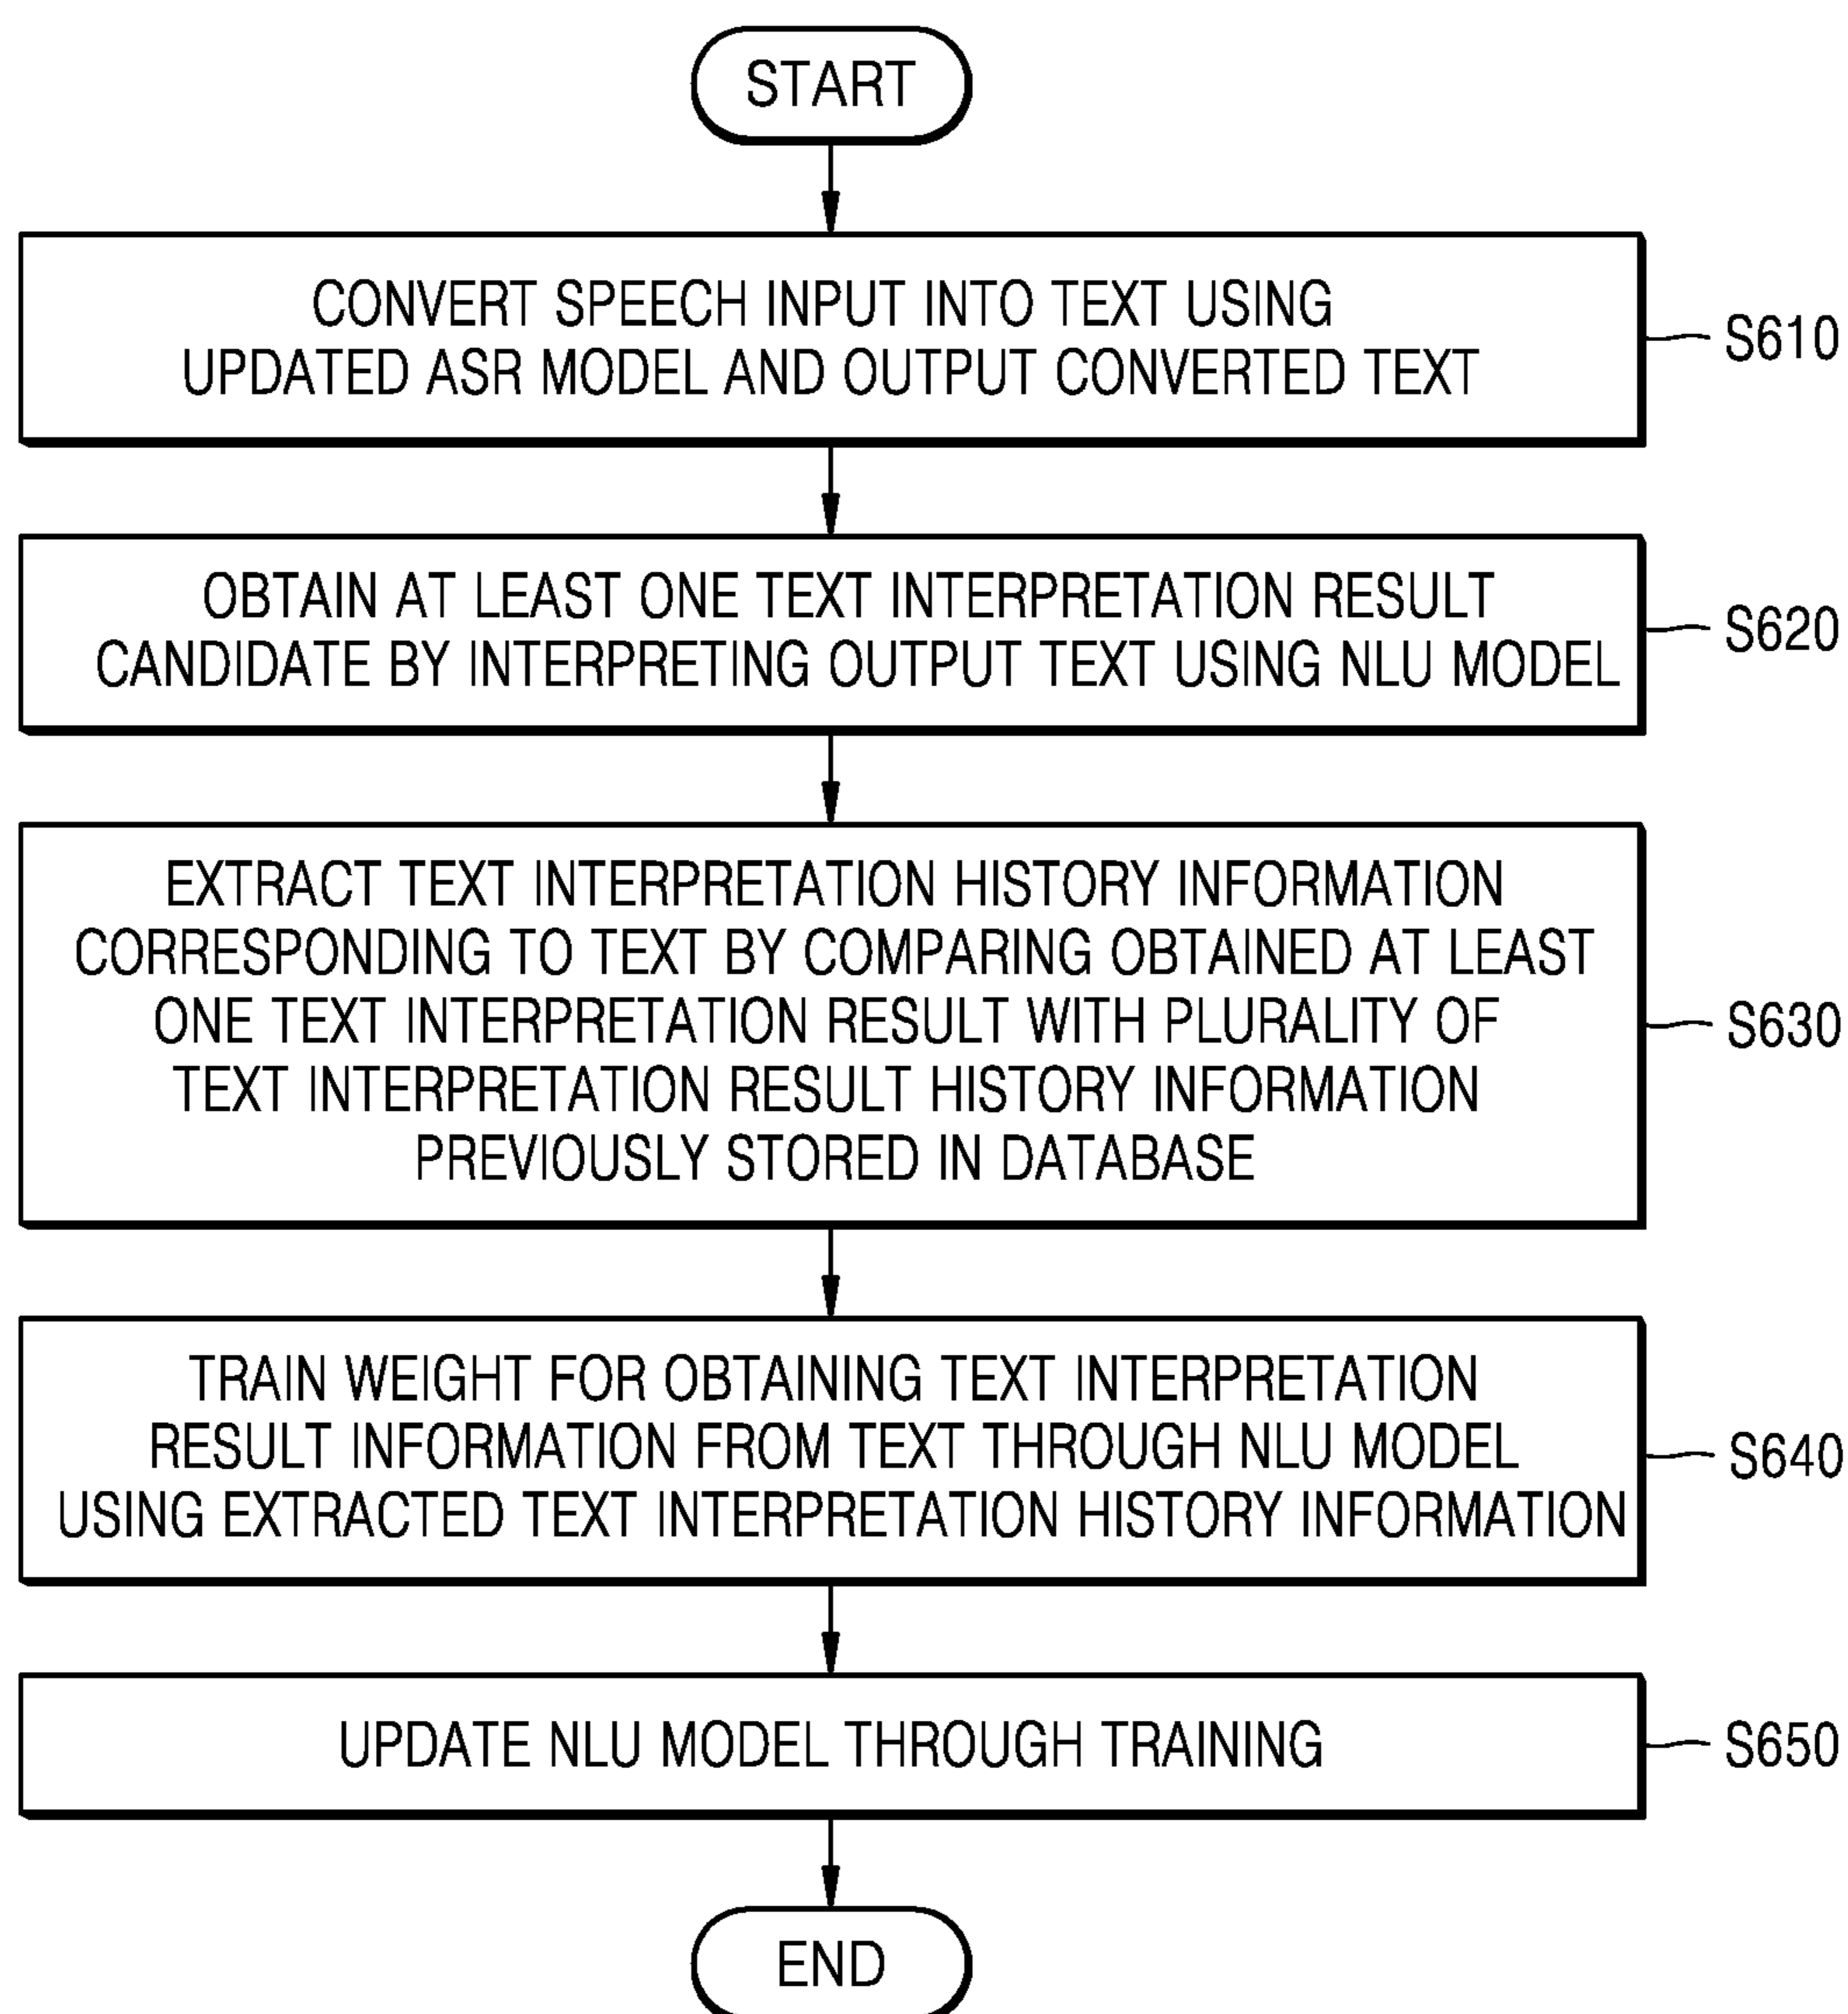 START
CONVERT SPEECH INPUT INTO TEXT USING
UPDATED ASR MODEL AND OUTPUT CONVERTED TEXT
S610
OBTAIN AT LEAST ONE TEXT INTERPRETATION RESULT
CANDIDATE BY INTERPRETING OUTPUT TEXT USING NLU MODEL
S620
EXTRACT TEXT INTERPRETATION HISTORY INFORMATION
CORRESPONDING TO TEXT BY COMPARING OBTAINED AT LEAST
ONE TEXT INTERPRETATION RESULT WITH PLURALITY OF
TEXT INTERPRETATION RESULT HISTORY INFORMATION
PREVIOUSLY STORED IN DATABASE
S630
TRAIN WEIGHT FOR OBTAINING TEXT INTERPRETATION
RESULT INFORMATION FROM TEXT THROUGH NLU MODEL
USING EXTRACTED TEXT INTERPRETATION HISTORY INFORMATION
S640
UPDATE NLU MODEL THROUGH TRAINING
S650
END